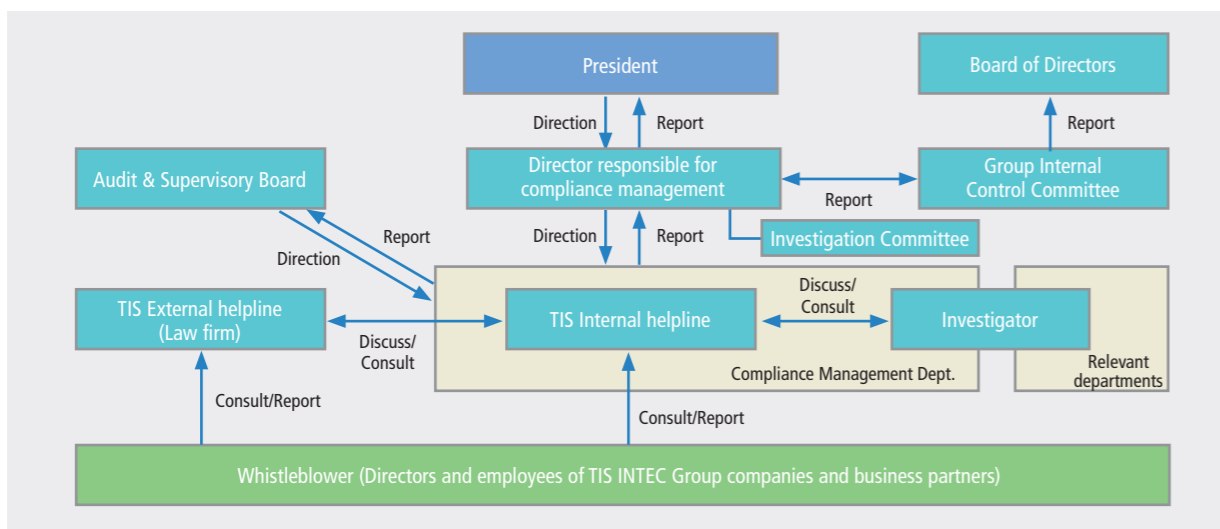 President
Board of Directors
Direction
Report
Report
Audit & Supervisory Board
Director responsible for
compliance management
Group Internal
Control Committee
Report
Report
Direction
Direction
Report
Investigation Committee
TIS External helpline
(Law firm)
Discuss/
Consult
TIS Internal helpline
Discuss/
Consult
Investigator
Compliance Management Dept.
Relevant
departments
Consult/Report
Consult/Report
Whistleblower (Directors and employees of TIS INTEC Group companies and business partners)